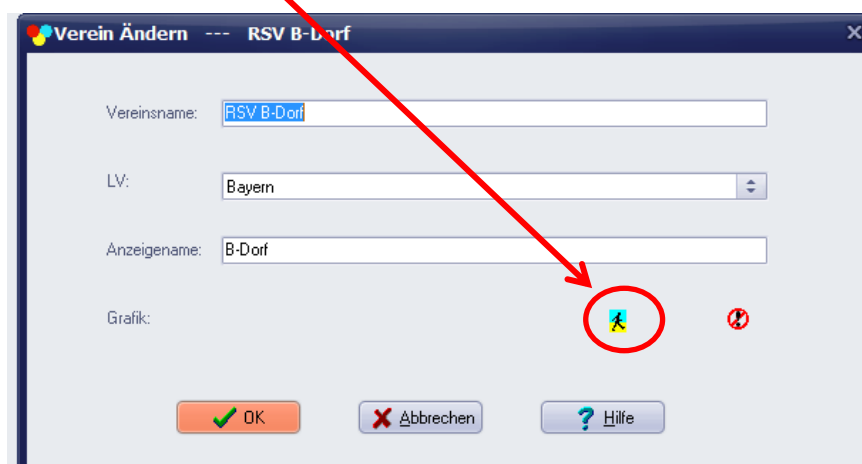 Verein Ändern --- RSV B-Dorf
Vereinsname: RSV B-Dorf
LV: Bayern
Anzeigename: B-Dorf
Grafik:
OK Abbrechen Hilfe